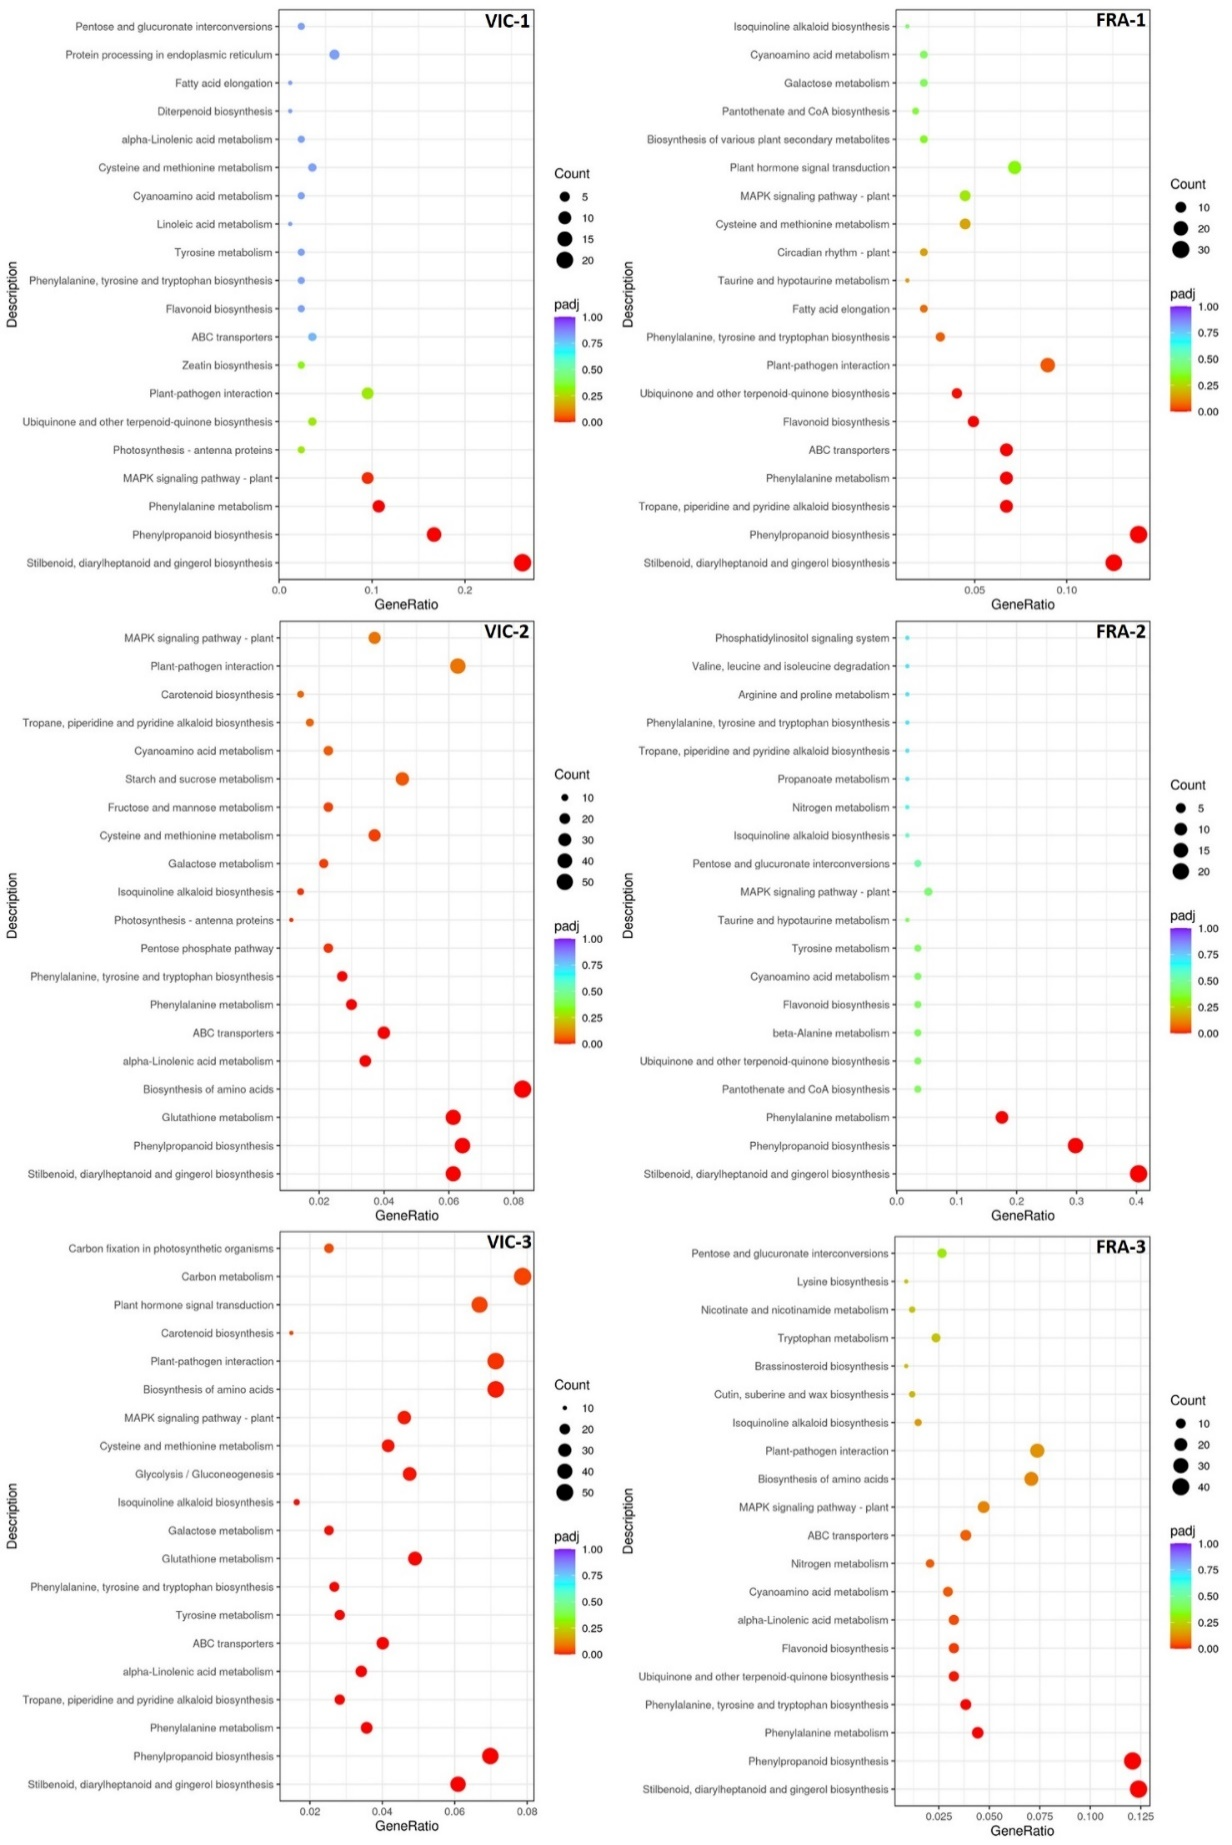 VIC-1
Description
Pentose and glucuronate interconversions
Protein processing in endoplasmic reticulum
Fatty acid elongation
Diterpenoid biosynthesis
alpha-Linolenic acid metabolism
Cysteine and methionine metabolism
Cyanoamino acid metabolism
Linoleic acid metabolism
Tyrosine metabolism
Phenylalanine, tyrosine and tryptophan biosynthesis
Flavonoid biosynthesis
ABC transporters
Zeatin biosynthesis
Plant-pathogen interaction
Ubiquinone and other terpenoid-quinone biosynthesis
Photosynthesis - antenna proteins
MAPK signaling pathway - plant
Phenylalanine metabolism
Phenylpropanoid biosynthesis
Stilbenoid, diarylheptanoid and gingerol biosynthesis
0.0 0.1 0.2
GeneRatio
Count
5
10
15
20
padj
1.00
0.75
0.50
0.25
0.00
FRA-1
Description
Isoquinoline alkaloid biosynthesis
Cyanoamino acid metabolism
Galactose metabolism
Pantothenate and CoA biosynthesis
Biosynthesis of various plant secondary metabolites
Plant hormone signal transduction
MAPK signaling pathway - plant
Cysteine and methionine metabolism
Circadian rhythm - plant
Taurine and hypotaurine metabolism
Fatty acid elongation
Phenylalanine, tyrosine and tryptophan biosynthesis
Plant-pathogen interaction
Ubiquinone and other terpenoid-quinone biosynthesis
Flavonoid biosynthesis
ABC transporters
Phenylalanine metabolism
Tropane, piperidine and pyridine alkaloid biosynthesis
Phenylpropanoid biosynthesis
Stilbenoid, diarylheptanoid and gingerol biosynthesis
0.05 0.10
GeneRatio
Count
10
20
30
padj
1.00
0.75
0.50
0.25
0.00
VIC-2
Description
MAPK signaling pathway - plant
Plant-pathogen interaction
Carotenoid biosynthesis
Tropane, piperidine and pyridine alkaloid biosynthesis
Cyanoamino acid metabolism
Starch and sucrose metabolism
Fructose and mannose metabolism
Cysteine and methionine metabolism
Galactose metabolism
Isoquinoline alkaloid biosynthesis
Photosynthesis - antenna proteins
Pentose phosphate pathway
Phenylalanine, tyrosine and tryptophan biosynthesis
Phenylalanine metabolism
ABC transporters
alpha-Linolenic acid metabolism
Biosynthesis of amino acids
Glutathione metabolism
Phenylpropanoid biosynthesis
Stilbenoid, diarylheptanoid and gingerol biosynthesis
0.02 0.04 0.06 0.08
GeneRatio
Count
10
20
30
40
50
padj
1.00
0.75
0.50
0.25
0.00
FRA-2
Description
Phosphatidylinositol signaling system
Valine, leucine and isoleucine degradation
Arginine and proline metabolism
Phenylalanine, tyrosine and tryptophan biosynthesis
Tropane, piperidine and pyridine alkaloid biosynthesis
Propanoate metabolism
Nitrogen metabolism
Isoquinoline alkaloid biosynthesis
Pentose and glucuronate interconversions
MAPK signaling pathway - plant
Taurine and hypotaurine metabolism
Tyrosine metabolism
Cyanoamino acid metabolism
Flavonoid biosynthesis
beta-Alanine metabolism
Ubiquinone and other terpenoid-quinone biosynthesis
Pantothenate and CoA biosynthesis
Phenylalanine metabolism
Phenylpropanoid biosynthesis
Stilbenoid, diarylheptanoid and gingerol biosynthesis
0.0 0.1 0.2 0.3 0.4
GeneRatio
Count
5
10
15
20
padj
1.00
0.75
0.50
0.25
0.00
VIC-3
Description
Carbon fixation in photosynthetic organisms
Carbon metabolism
Plant hormone signal transduction
Carotenoid biosynthesis
Plant-pathogen interaction
Biosynthesis of amino acids
MAPK signaling pathway - plant
Cysteine and methionine metabolism
Glycolysis / Gluconeogenesis
Isoquinoline alkaloid biosynthesis
Galactose metabolism
Glutathione metabolism
Phenylalanine, tyrosine and tryptophan biosynthesis
Tyrosine metabolism
ABC transporters
alpha-Linolenic acid metabolism
Tropane, piperidine and pyridine alkaloid biosynthesis
Phenylalanine metabolism
Phenylpropanoid biosynthesis
Stilbenoid, diarylheptanoid and gingerol biosynthesis
0.02 0.04 0.06 0.08
GeneRatio
Count
10
20
30
40
50
padj
1.00
0.75
0.50
0.25
0.00
FRA-3
Description
Pentose and glucuronate interconversions
Lysine biosynthesis
Nicotinate and nicotinamide metabolism
Tryptophan metabolism
Brassinosteroid biosynthesis
Cutin, suberine and wax biosynthesis
Isoquinoline alkaloid biosynthesis
Plant-pathogen interaction
Biosynthesis of amino acids
MAPK signaling pathway - plant
ABC transporters
Nitrogen metabolism
Cyanoamino acid metabolism
alpha-Linolenic acid metabolism
Flavonoid biosynthesis
Ubiquinone and other terpenoid-quinone biosynthesis
Phenylalanine, tyrosine and tryptophan biosynthesis
Phenylalanine metabolism
Phenylpropanoid biosynthesis
Stilbenoid, diarylheptanoid and gingerol biosynthesis
0.025 0.050 0.075 0.100 0.125
GeneRatio
Count
10
20
30
40
padj
1.00
0.75
0.50
0.25
0.00